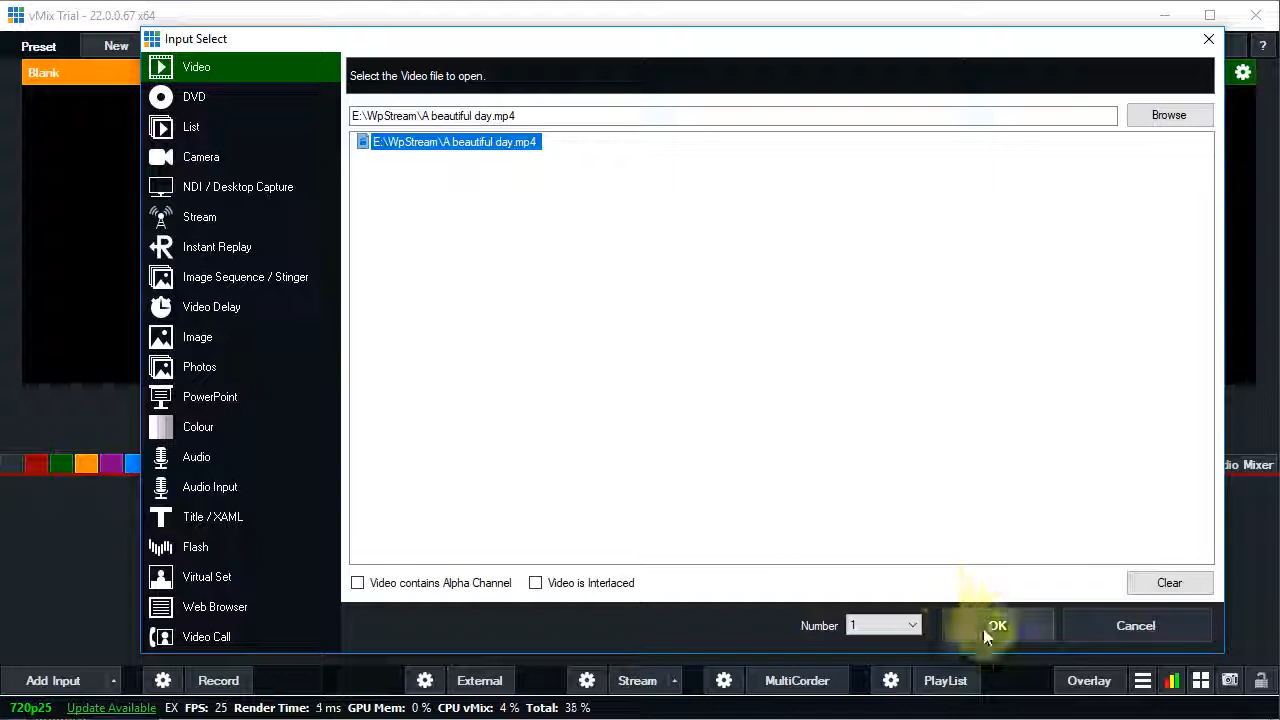 vMix Trial - 22.0.0.67 x64
Preset
New
?
Blank
Input Select
Video
DVD
List
Camera
NDI / Desktop Capture
Stream
Instant Replay
Image Sequence / Stinger
Video Delay
Image
Photos
PowerPoint
Colour
Audio
Audio Input
Title / XAML
Flash
Virtual Set
Web Browser
Video Call
Select the Video file to open.
E:\WpStream\A beautiful day.mp4
Browse
E:\WpStream\A beautiful day.mp4
Video contains Alpha Channel
Video is Interlaced
Clear
Number
1
OK
Cancel
dio Mixer
Add Input
Record
External
Stream
MultiCorder
PlayList
Overlay
720p25
Update Available
EX
FPS: 25
Render Time:
ms
GPU Mem: 0 %
CPU vMix: 4 %
Total: 38 %